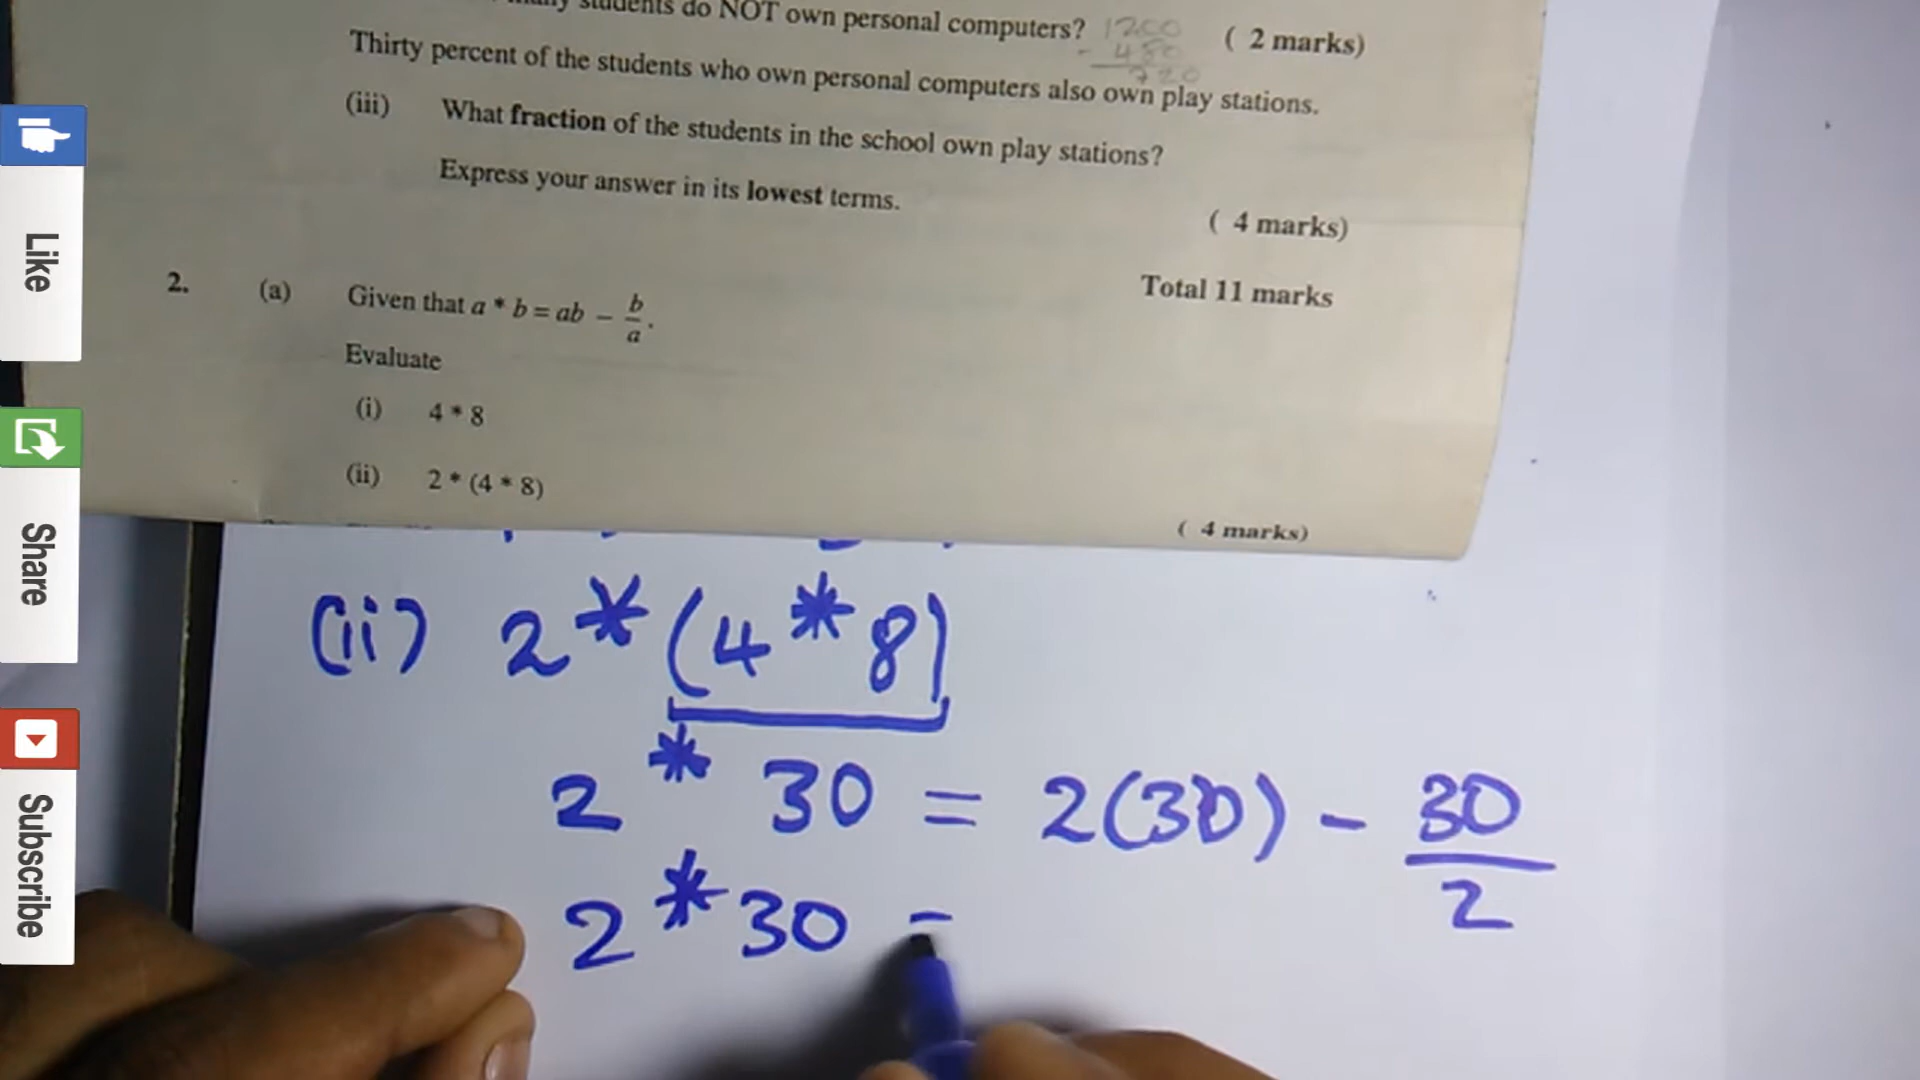 students do NOT own personal computers? ( 2 marks)
1200
- 480
720
Thirty percent of the students who own personal computers also own play stations.
(iii) What fraction of the students in the school own play stations?
Express your answer in its lowest terms.
( 4 marks)
Total 11 marks
2. (a) Given that a * b = ab - b/a.
Evaluate
(i) 4 * 8
(ii) 2 * (4 * 8)
( 4 marks)
(ii) 2 * (4 * 8)
2 * 30 = 2(30) - 30/2
2 * 30 =
Like
Share
Subscribe